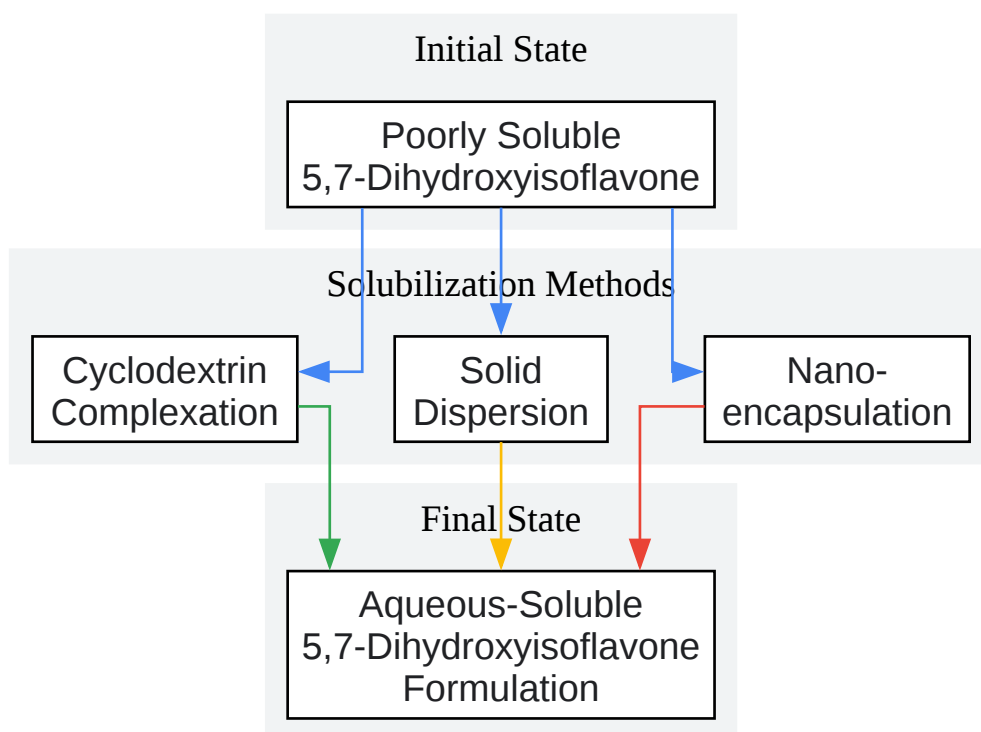 Initial State
Poorly Soluble
5,7-Dihydroxyisoflavone
Solubilization Methods
Cyclodextrin
Complexation
Solid
Dispersion
Nano-
encapsulation
Final State
Aqueous-Soluble
5,7-Dihydroxyisoflavone
Formulation